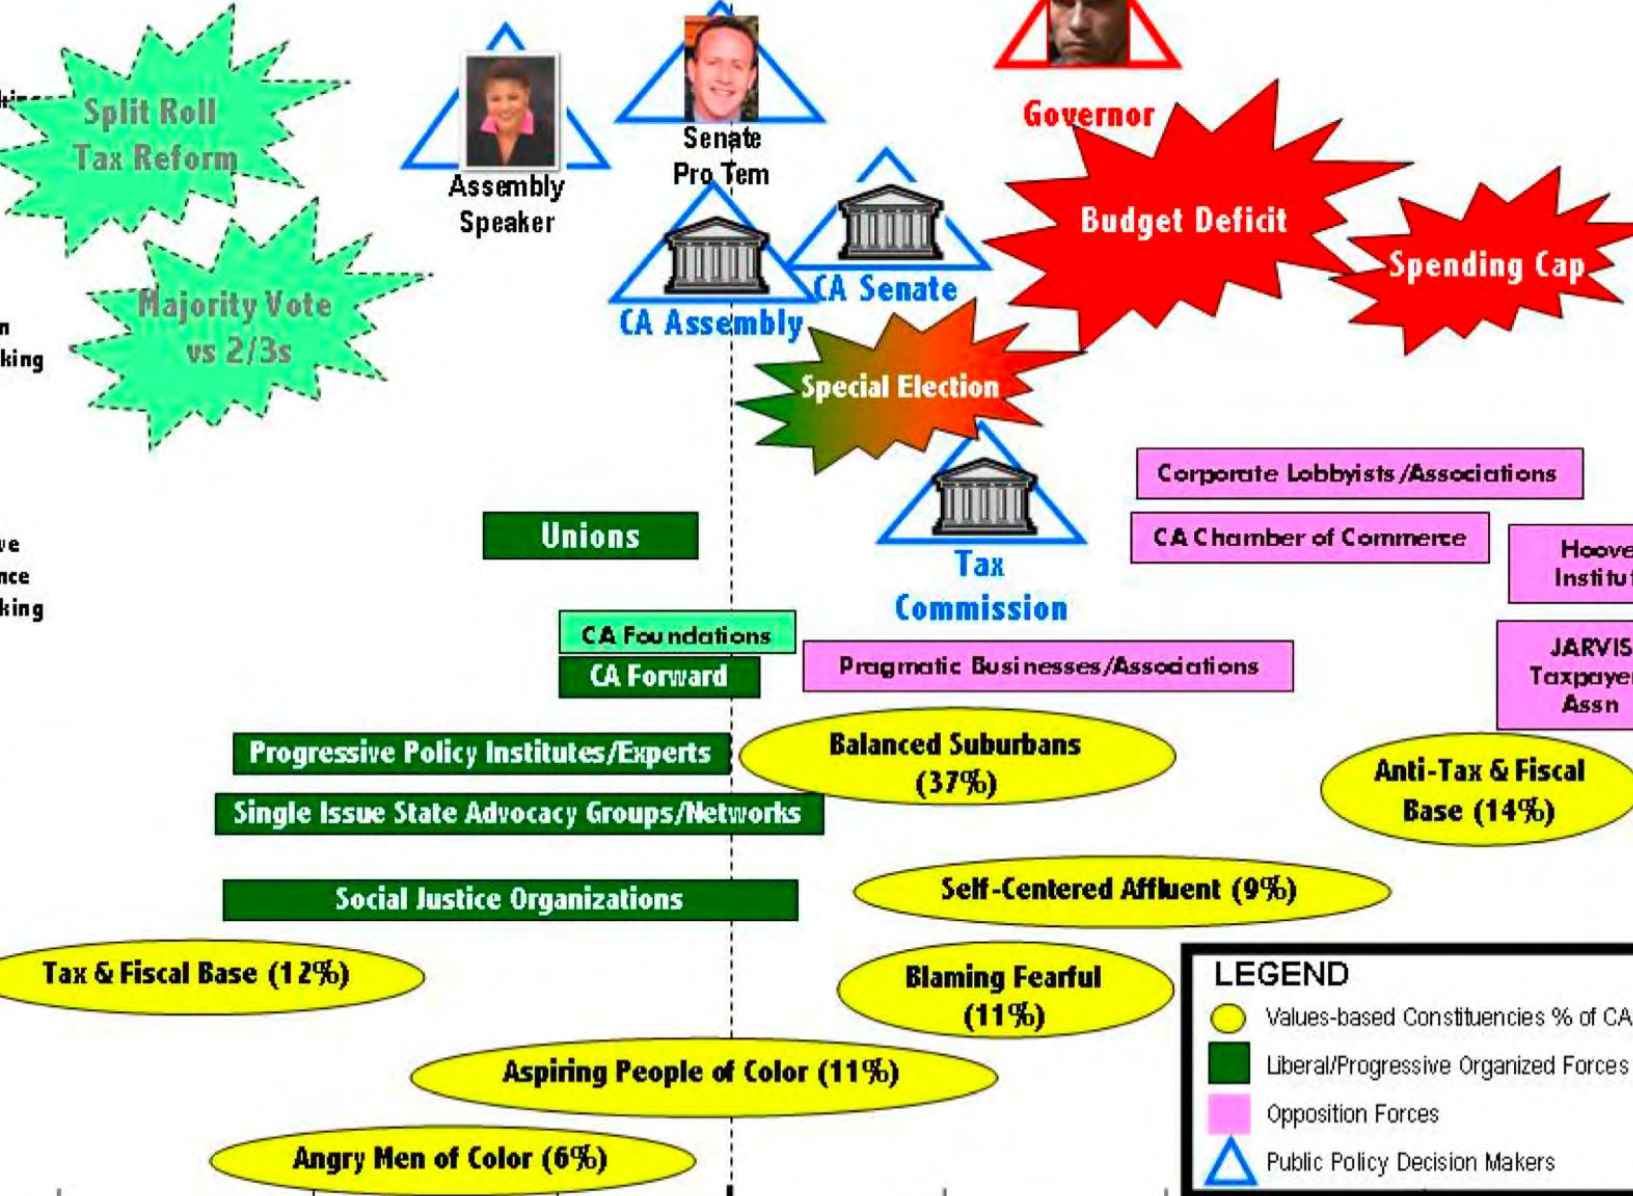 Split Roll
Tax Reform
Majority Vote
vs 2/3s
king
king
Assembly
Speaker
Senate
Pro Tem
Governor
CA Assembly
CA Senate
Budget Deficit
Spending Cap
Special Election
Tax
Commission
Corporate Lobbyists/Associations
CA Chamber of Commerce
Hoove
Institut
JARVIS
Taxpayer
Assn
Unions
CA Foundations
CA Forward
Pragmatic Businesses/Associations
Progressive Policy Institutes/Experts
Balanced Suburbans
(37%)
Anti-Tax & Fiscal
Base (14%)
Single Issue State Advocacy Groups/Networks
Self-Centered Affluent (9%)
Social Justice Organizations
Tax & Fiscal Base (12%)
Blaming Fearful
(11%)
Aspiring People of Color (11%)
Angry Men of Color (6%)
LEGEND
Values-based Constituencies % of CA
Liberal/Progressive Organized Forces
Opposition Forces
Public Policy Decision Makers